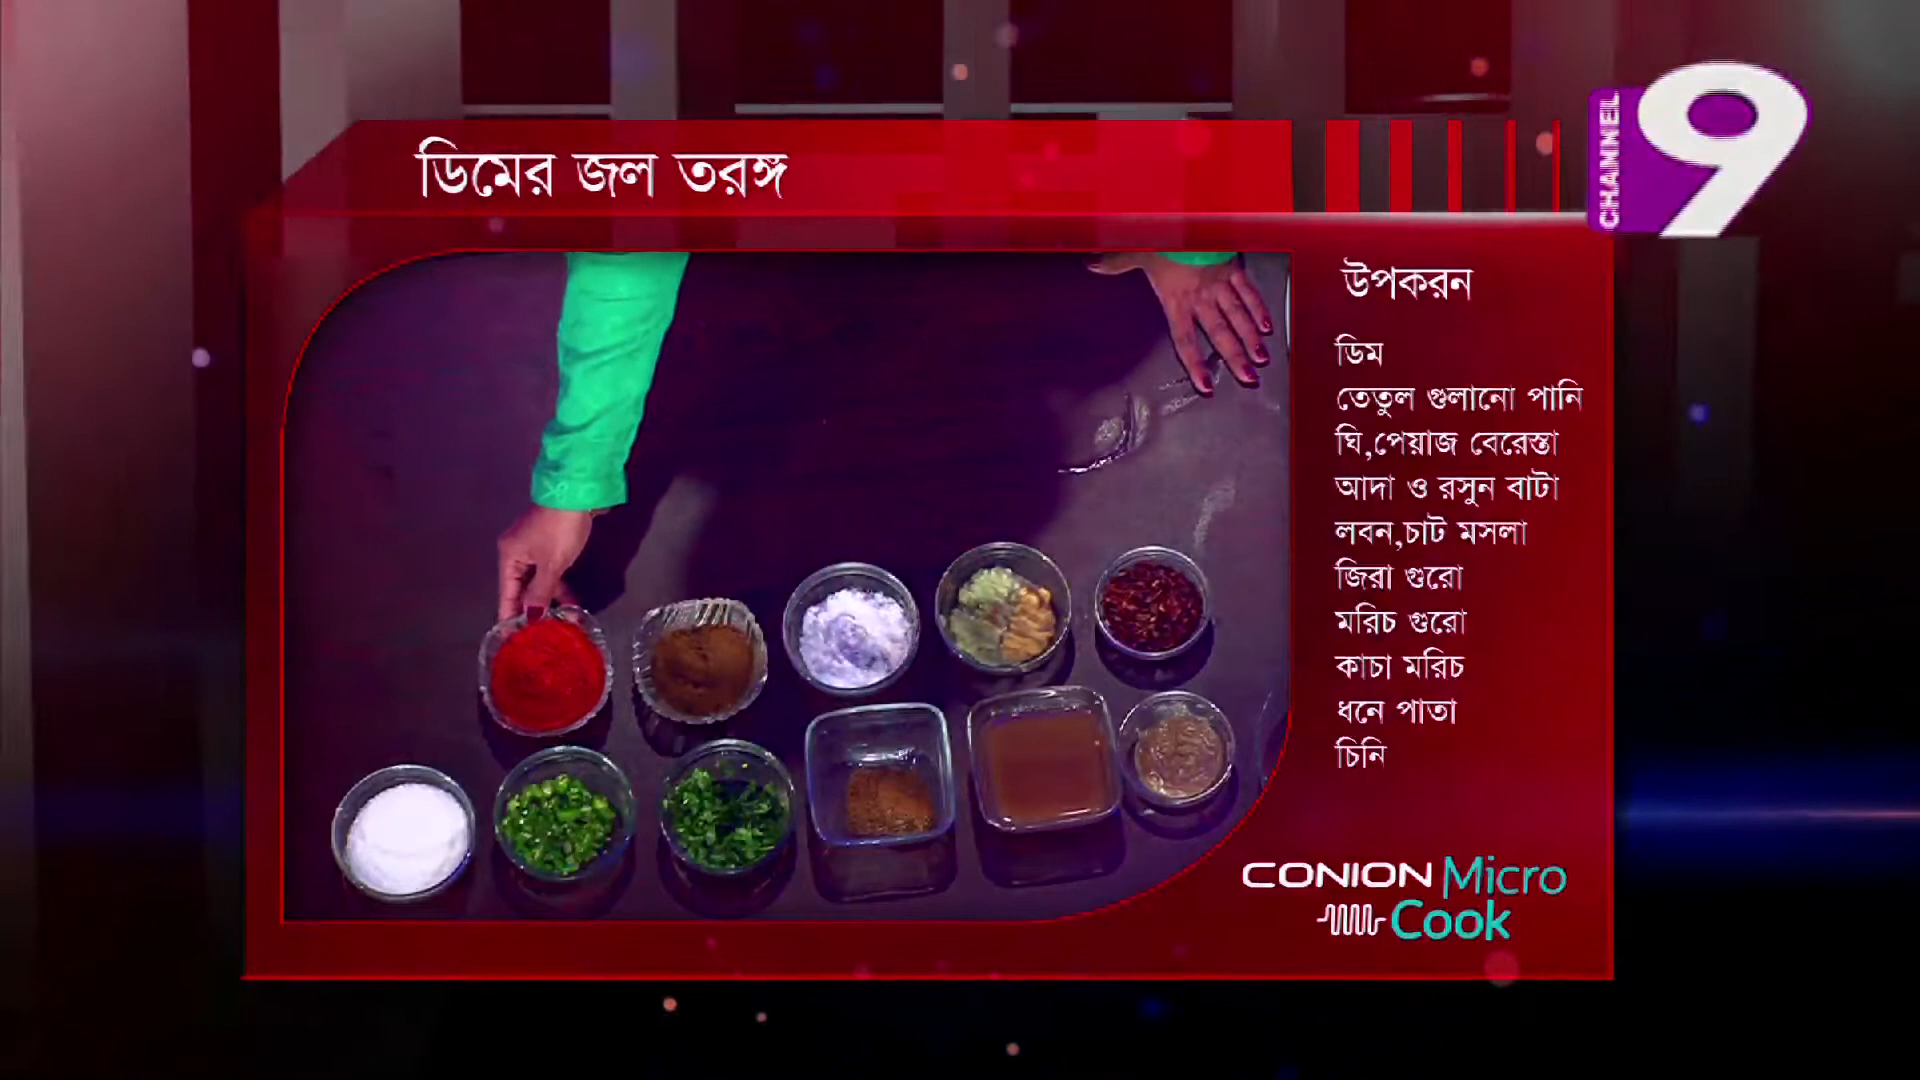 ডিমের জল তরঙ্গ
CHANNEL 9
উপকরন
ডিম
তেতুল গুলানো পানি
ঘি,পেয়াজ বেরেস্তা
আদা ও রসুন বাটা
লবন,চাট মসলা
জিরা গুরো
মরিচ গুরো
কাচা মরিচ
ধনে পাতা
চিনি
CONION Micro
Cook